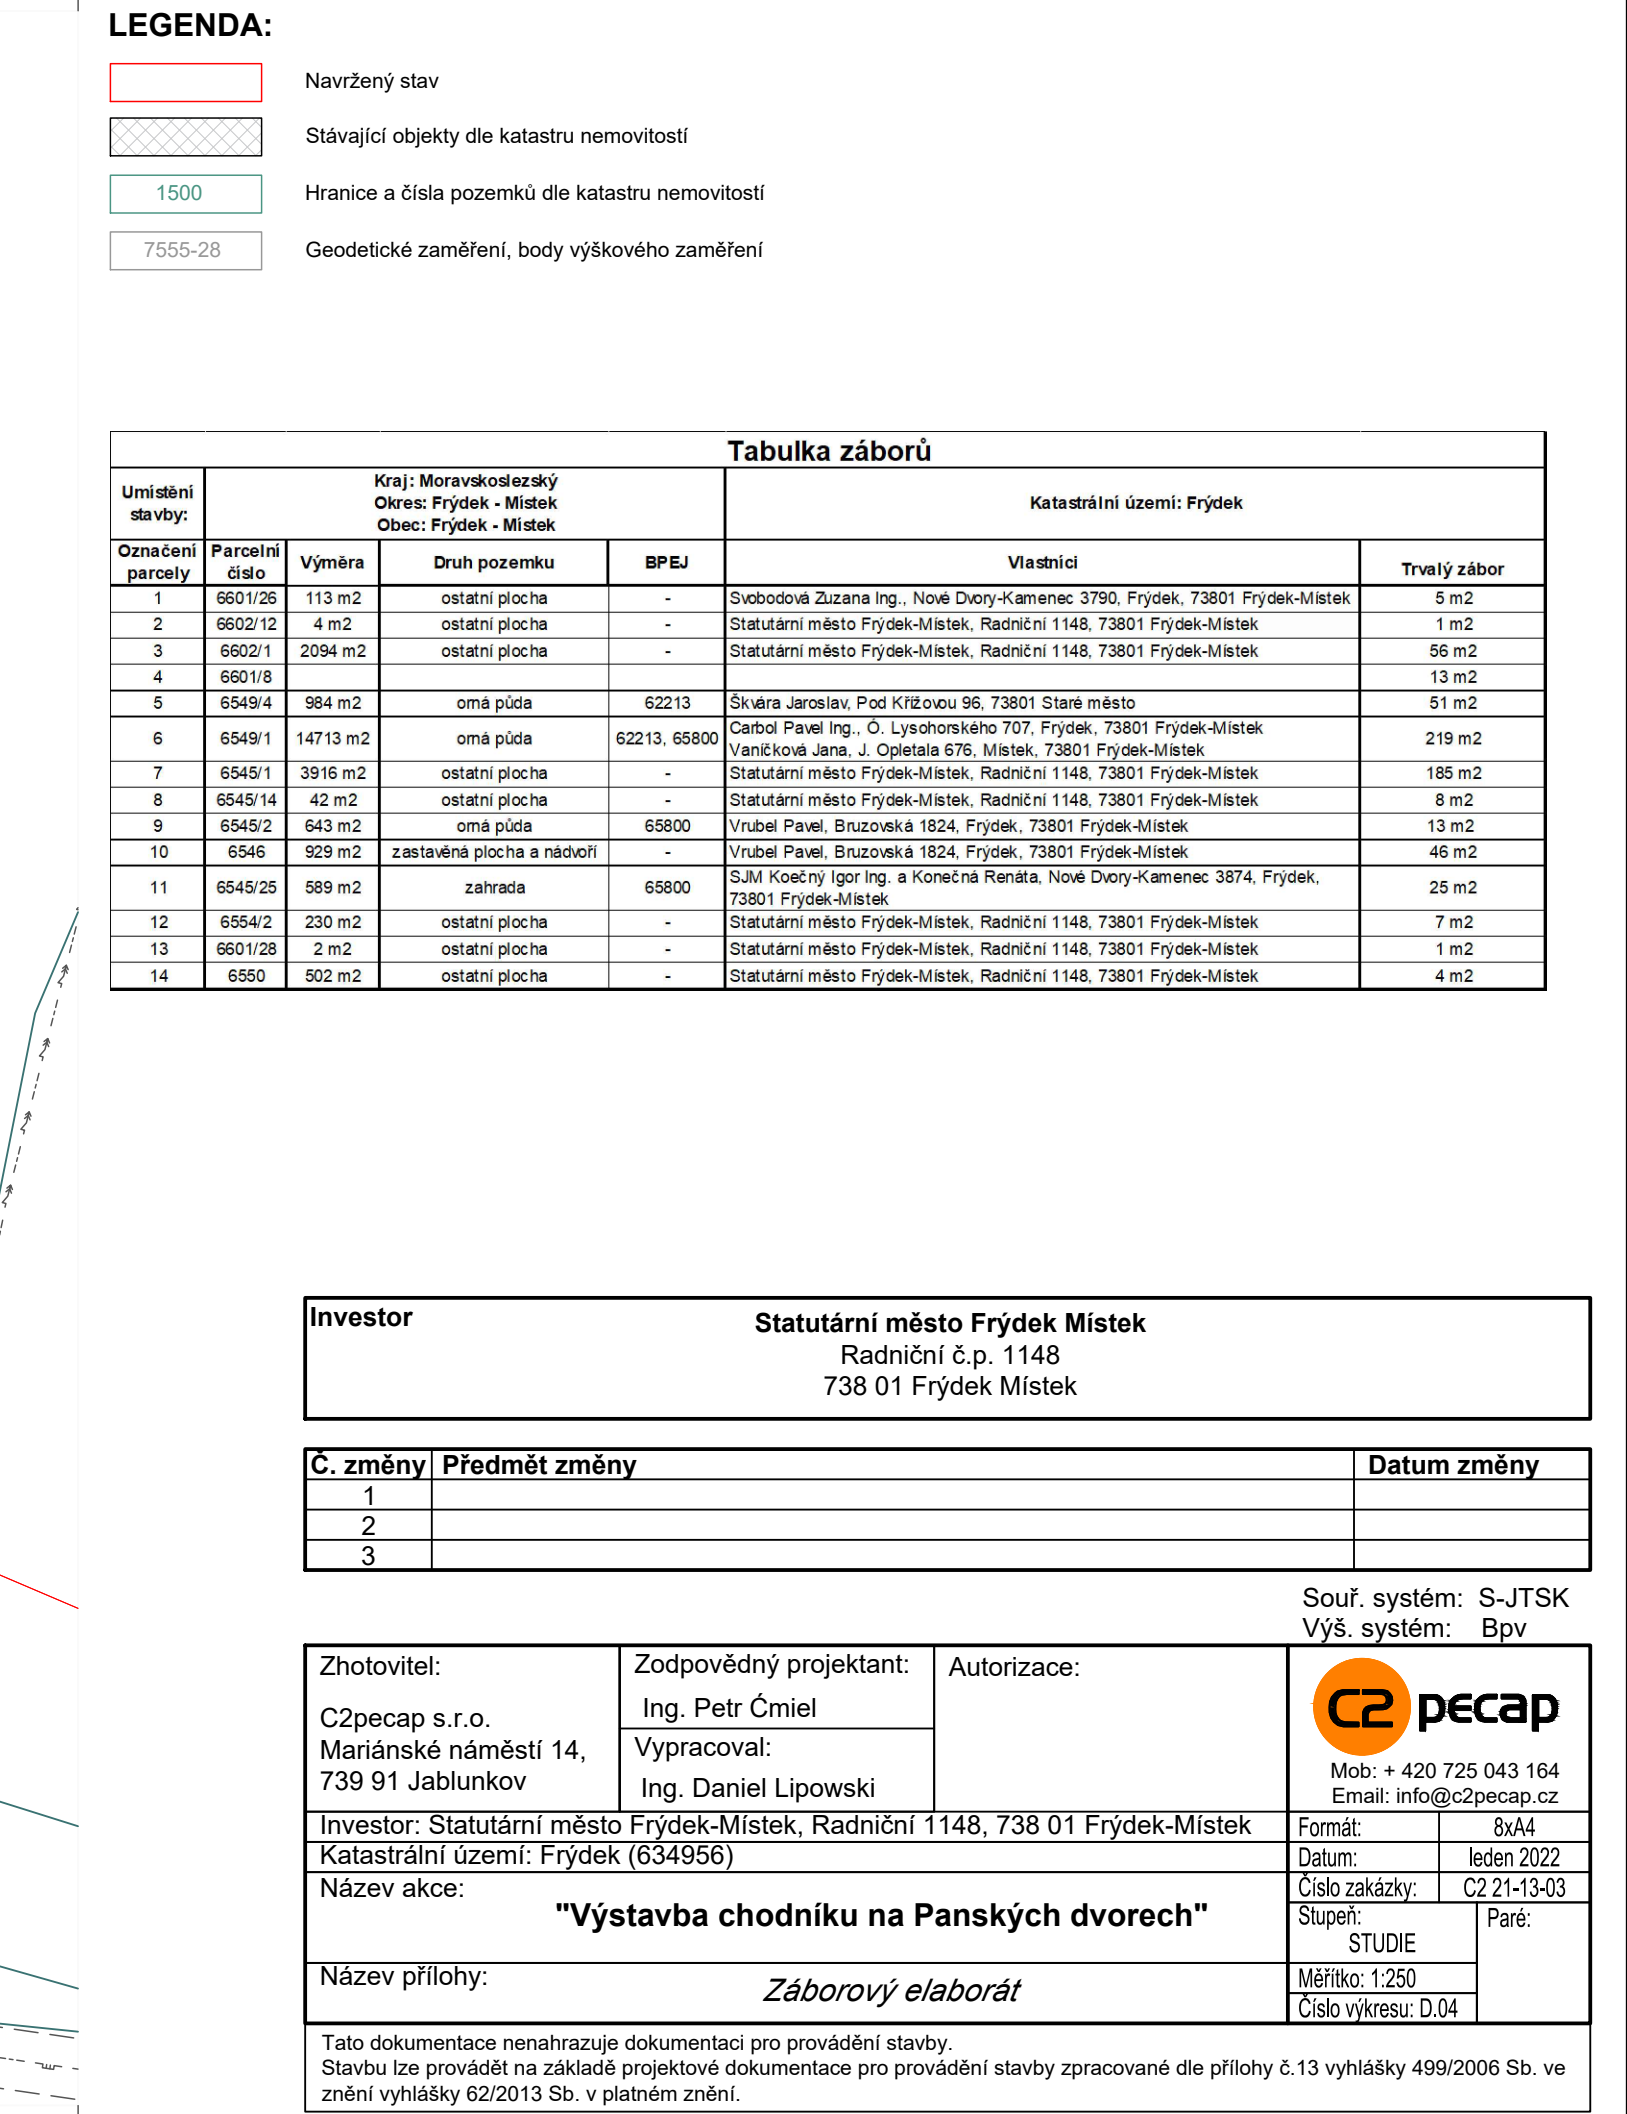 LEGENDA:
Navržený stav
Stávající objekty dle katastru nemovitostí
1500 Hranice a čísla pozemků dle katastru nemovitostí
7555-28 Geodetické zaměření, body výškového zaměření
Tabulka záborů
Umístění stavby:
Kraj: Moravskoslezský
Okres: Frýdek - Místek
Obec: Frýdek - Místek
Katastrální území: Frýdek
Označení parcely Parcelní číslo Výměra Druh pozemku BPEJ Vlastníci Trvalý zábor
1 6601/26 113 m2 ostatní plocha - Svobodová Zuzana Ing., Nové Dvory-Kamenec 3790, Frýdek, 73801 Frýdek-Místek 5 m2
2 6602/12 4 m2 ostatní plocha - Statutární město Frýdek-Místek, Radniční 1148, 73801 Frýdek-Místek 1 m2
3 6602/1 2094 m2 ostatní plocha - Statutární město Frýdek-Místek, Radniční 1148, 73801 Frýdek-Místek 56 m2
4 6601/8 13 m2
5 6549/4 984 m2 orná půda 62213 Škvára Jaroslav, Pod Křížovou 96, 73801 Staré město 51 m2
6 6549/1 14713 m2 orná půda 62213, 65800 Carbol Pavel Ing., Ó. Lysohorského 707, Frýdek, 73801 Frýdek-Místek
Vaníčková Jana, J. Opletala 676, Místek, 73801 Frýdek-Místek 219 m2
7 6545/1 3916 m2 ostatní plocha - Statutární město Frýdek-Místek, Radniční 1148, 73801 Frýdek-Místek 185 m2
8 6545/14 42 m2 ostatní plocha - Statutární město Frýdek-Místek, Radniční 1148, 73801 Frýdek-Místek 8 m2
9 6545/2 643 m2 orná půda 65800 Vrubel Pavel, Bruzovská 1824, Frýdek, 73801 Frýdek-Místek 13 m2
10 6546 929 m2 zastavěná plocha a nádvoří - Vrubel Pavel, Bruzovská 1824, Frýdek, 73801 Frýdek-Místek 46 m2
11 6545/25 589 m2 zahrada 65800 SJM Koečný Igor Ing. a Konečná Renáta, Nové Dvory-Kamenec 3874, Frýdek,
73801 Frýdek-Místek 25 m2
12 6554/2 230 m2 ostatní plocha - Statutární město Frýdek-Místek, Radniční 1148, 73801 Frýdek-Místek 7 m2
13 6601/28 2 m2 ostatní plocha - Statutární město Frýdek-Místek, Radniční 1148, 73801 Frýdek-Místek 1 m2
14 6550 502 m2 ostatní plocha - Statutární město Frýdek-Místek, Radniční 1148, 73801 Frýdek-Místek 4 m2
Investor
Statutární město Frýdek Místek
Radniční č.p. 1148
738 01 Frýdek Místek
Č. změny Předmět změny Datum změny
1
2
3
Souř. systém: S-JTSK
Výš. systém: Bpv
Zhotovitel:
C2pecap s.r.o.
Mariánské náměstí 14,
739 91 Jablunkov
Zodpovědný projektant:
Ing. Petr Ćmiel
Vypracoval:
Ing. Daniel Lipowski
Autorizace:
C2 pecap
Mob: + 420 725 043 164
Email: info@c2pecap.cz
Investor: Statutární město Frýdek-Místek, Radniční 1148, 738 01 Frýdek-Místek
Katastrální území: Frýdek (634956)
Název akce:
"Výstavba chodníku na Panských dvorech"
Název přílohy:
Záborový elaborát
Formát: 8xA4
Datum: leden 2022
Číslo zakázky: C2 21-13-03
Stupeň:
STUDIE
Paré:
Měřítko: 1:250
Číslo výkresu: D.04
Tato dokumentace nenahrazuje dokumentaci pro provádění stavby.
Stavbu lze provádět na základě projektové dokumentace pro provádění stavby zpracované dle přílohy č.13 vyhlášky 499/2006 Sb. ve
znění vyhlášky 62/2013 Sb. v platném znění.